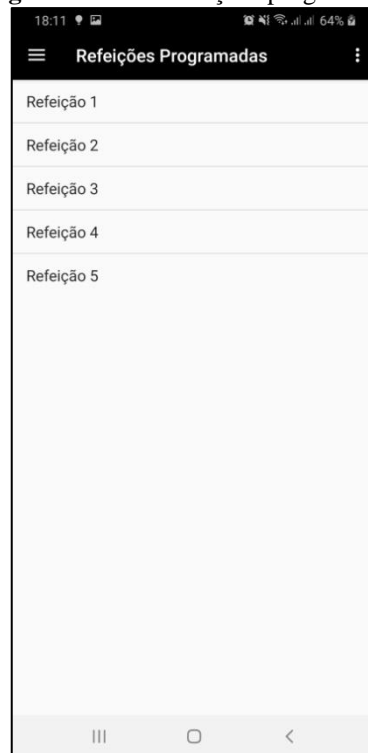 18:11 64%
Refeições Programadas
Refeição 1
Refeição 2
Refeição 3
Refeição 4
Refeição 5